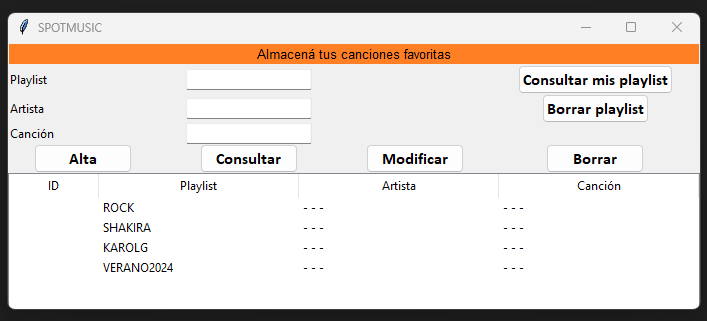 SPOTMUSIC
Almacená tus canciones favoritas
Playlist
Consultar mis playlist
Artista
Borrar playlist
Canción
Alta Consultar Modificar Borrar
ID Playlist Artista Canción
ROCK - - - - - -
SHAKIRA - - - - - -
KAROLG - - - - - -
VERANO2024 - - - - - -